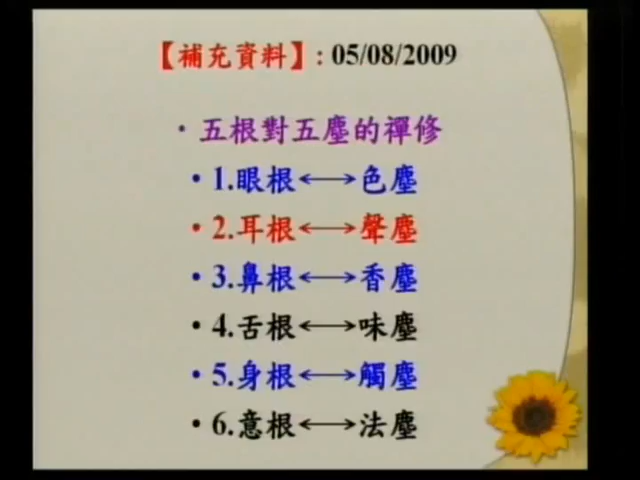 【補充資料】: 05/08/2009
• 五根對五塵的禪修
• 1.眼根←→色塵
• 2.耳根←→聲塵
• 3.鼻根←→香塵
• 4.舌根←→味塵
• 5.身根←→觸塵
• 6.意根←→法塵